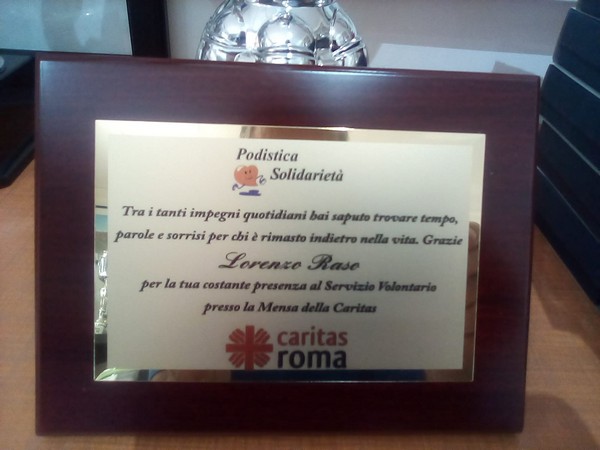 Podistica
Solidarietà
Tra i tanti impegni quotidiani hai saputo trovare tempo,
parole e sorrisi per chi è rimasto indietro nella vita. Grazie
Lorenzo Raso
per la tua costante presenza al Servizio Volontario
presso la Mensa della Caritas
caritas
roma